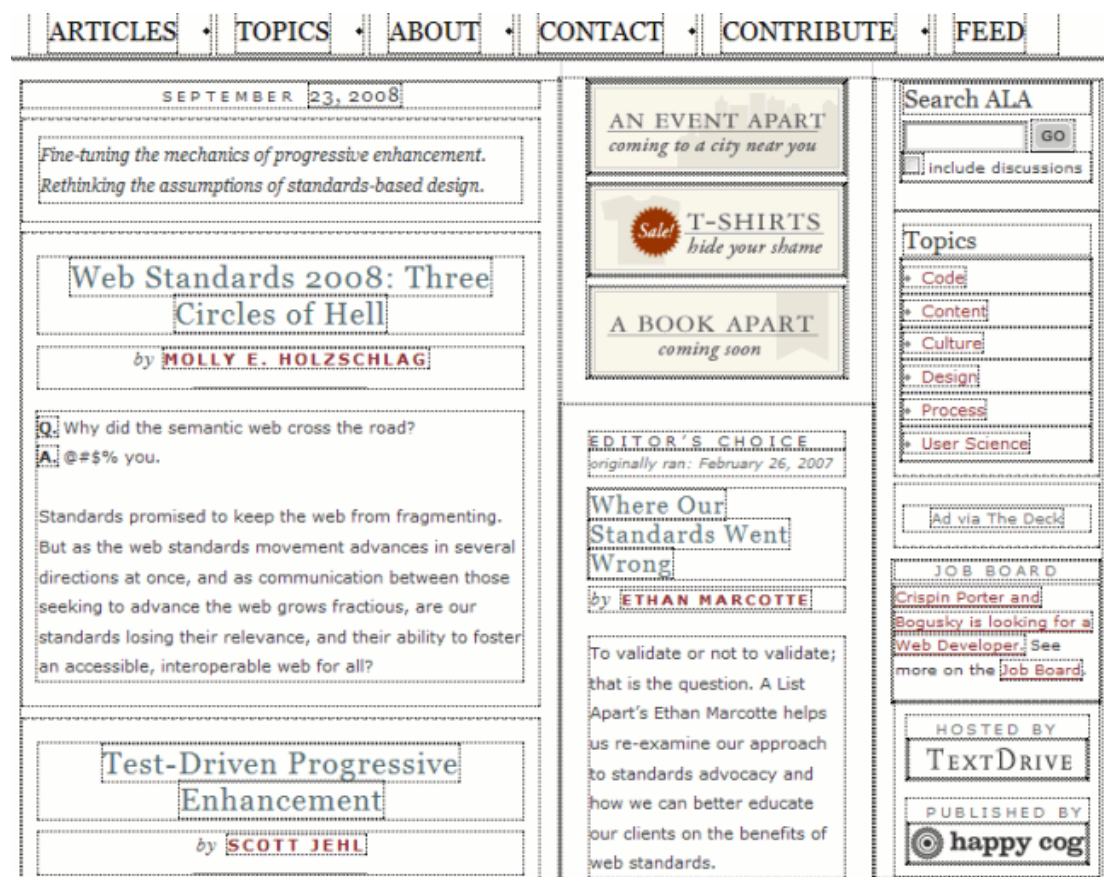 ARTICLES TOPICS ABOUT CONTACT CONTRIBUTE FEED
SEPTEMBER 23, 2008
Fine-tuning the mechanics of progressive enhancement.
Rethinking the assumptions of standards-based design.
Web Standards 2008: Three
Circles of Hell
by MOLLY E. HOLZSCHLAG
Q. Why did the semantic web cross the road?
A. @#$% you.
Standards promised to keep the web from fragmenting.
But as the web standards movement advances in several
directions at once, and as communication between those
seeking to advance the web grows fractious, are our
standards losing their relevance, and their ability to foster
an accessible, interoperable web for all?
Test-Driven Progressive
Enhancement
by SCOTT JEHL
AN EVENT APART
coming to a city near you
Sale! T-SHIRTS
hide your shame
A BOOK APART
coming soon
EDITOR'S CHOICE
originally ran: February 26, 2007
Where Our
Standards Went
Wrong
by ETHAN MARCOTTE
To validate or not to validate;
that is the question. A List
Apart's Ethan Marcotte helps
us re-examine our approach
to standards advocacy and
how we can better educate
our clients on the benefits of
web standards.
Search ALA
GO
include discussions
Topics
Code
Content
Culture
Design
Process
User Science
Ad via The Deck
JOB BOARD
Crispin Porter and
Bogusky is looking for a
Web Developer. See
more on the Job Board.
HOSTED BY
TEXTDRIVE
PUBLISHED BY
happy cog